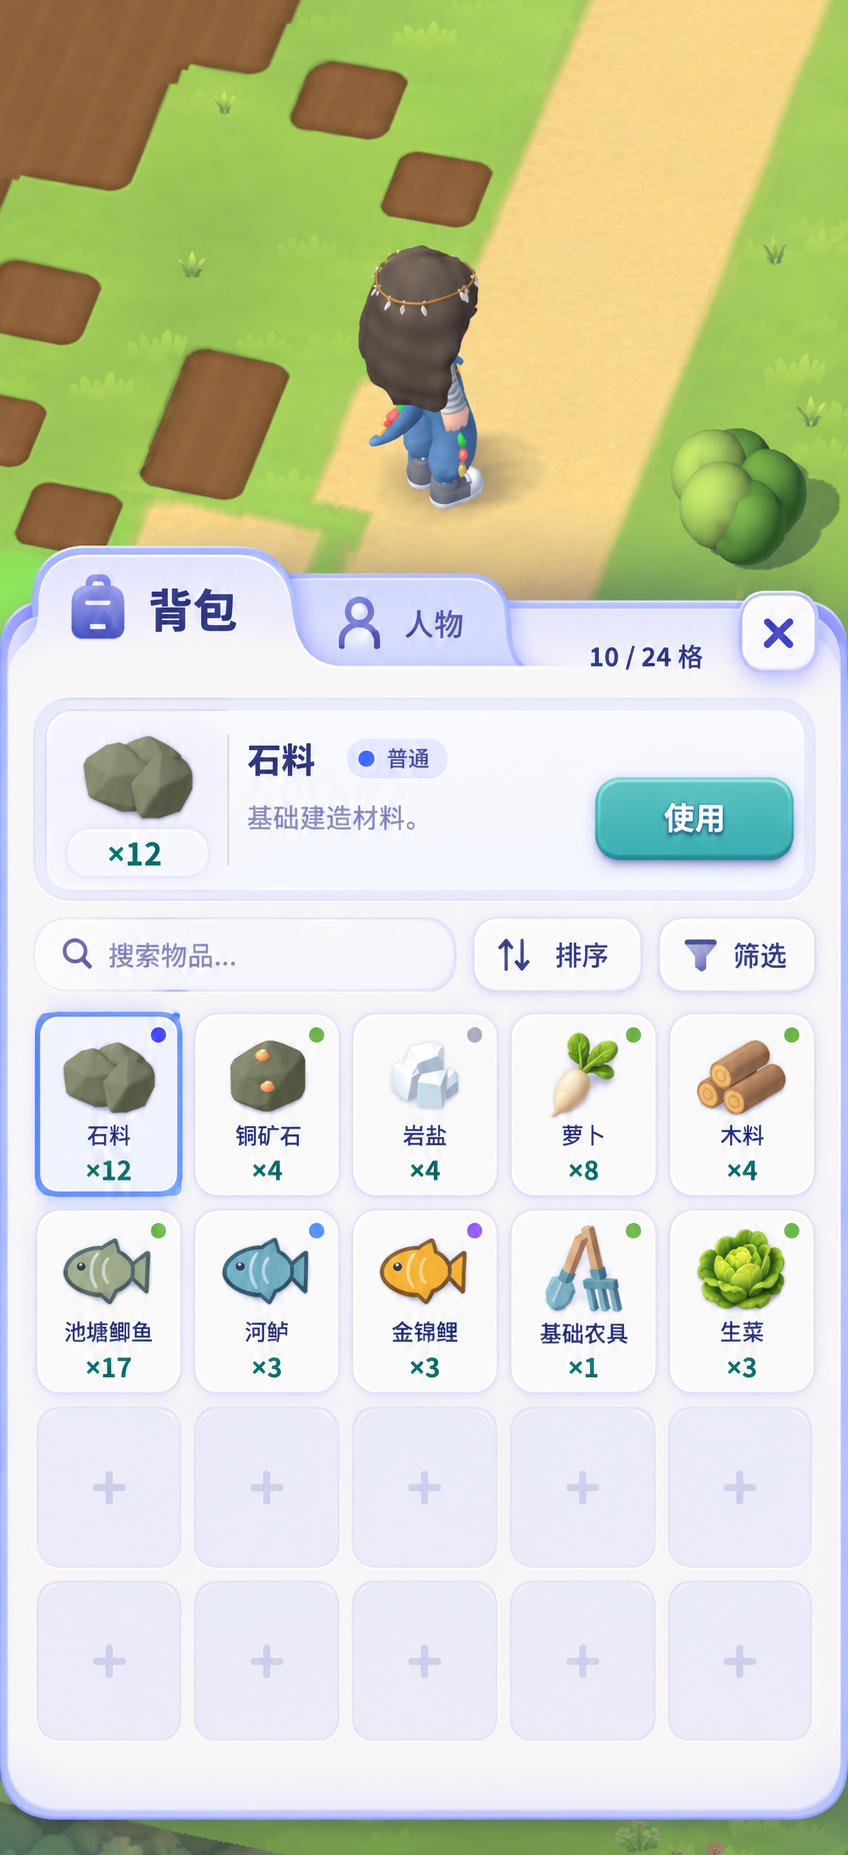 背包
人物
10 / 24 格
石料
普通
×12
基础建造材料。
使用
搜索物品...
排序
筛选
石料
×12
铜矿石
×4
岩盐
×4
萝卜
×8
木料
×4
池塘鲫鱼
×17
河鲈
×3
金锦鲤
×3
基础农具
×1
生菜
×3